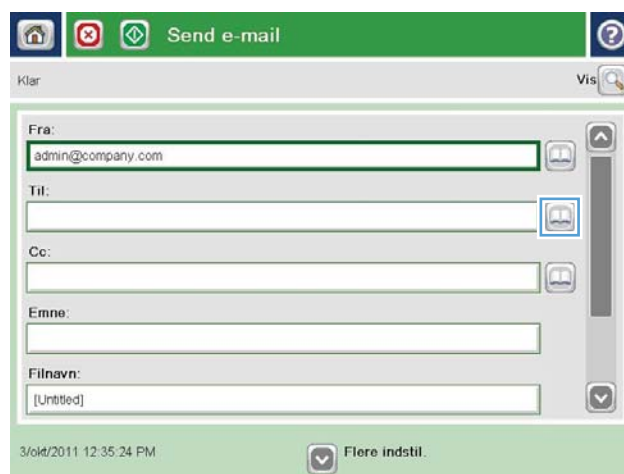 Send e-mail
?
Klar
Vis
Fra:
admin@company.com
Til:
Cc:
Emne:
Filnavn:
[Untitled]
3/okt/2011 12:35:24 PM
Flere indstil.